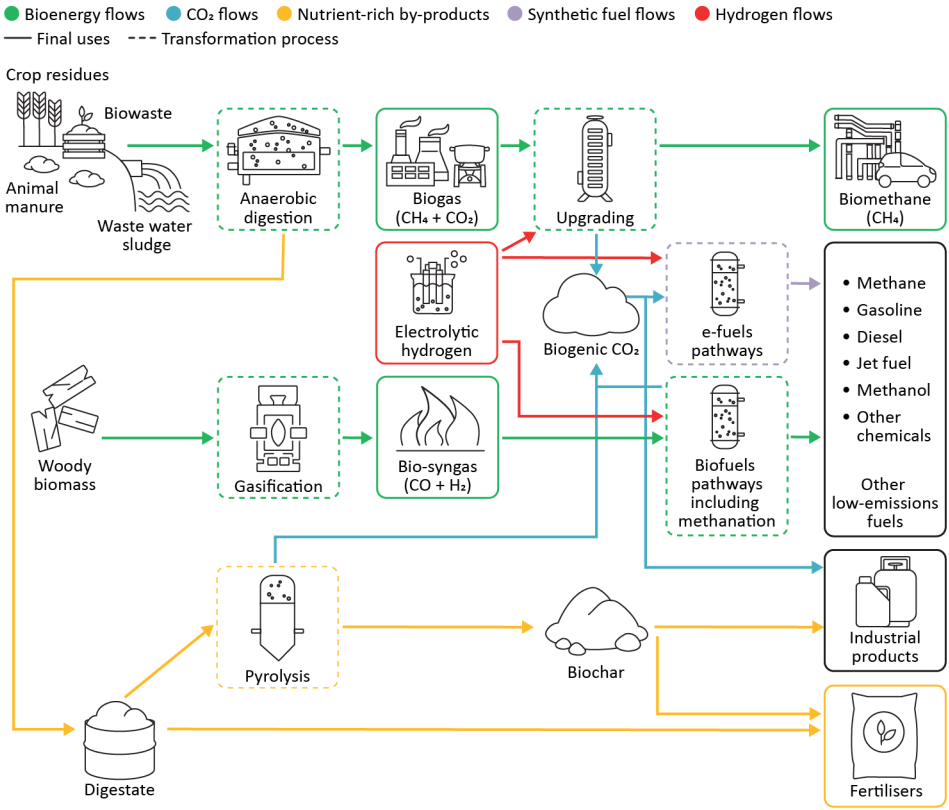 Bioenergy flows
CO₂ flows
Nutrient-rich by-products
Synthetic fuel flows
Hydrogen flows
Final uses
Transformation process
Crop residues
Biowaste
Animal
manure
Waste water
sludge
Anaerobic
digestion
Biogas
(CH₄ + CO₂)
Upgrading
Biomethane
(CH₄)
Electrolytic
hydrogen
Biogenic CO₂
e-fuels
pathways
• Methane
• Gasoline
• Diesel
• Jet fuel
• Methanol
• Other
chemicals
Other
low-emissions
fuels
Woody
biomass
Gasification
Bio-syngas
(CO + H₂)
Biofuels
pathways
including
methanation
Pyrolysis
Biochar
Industrial
products
Digestate
Fertilisers